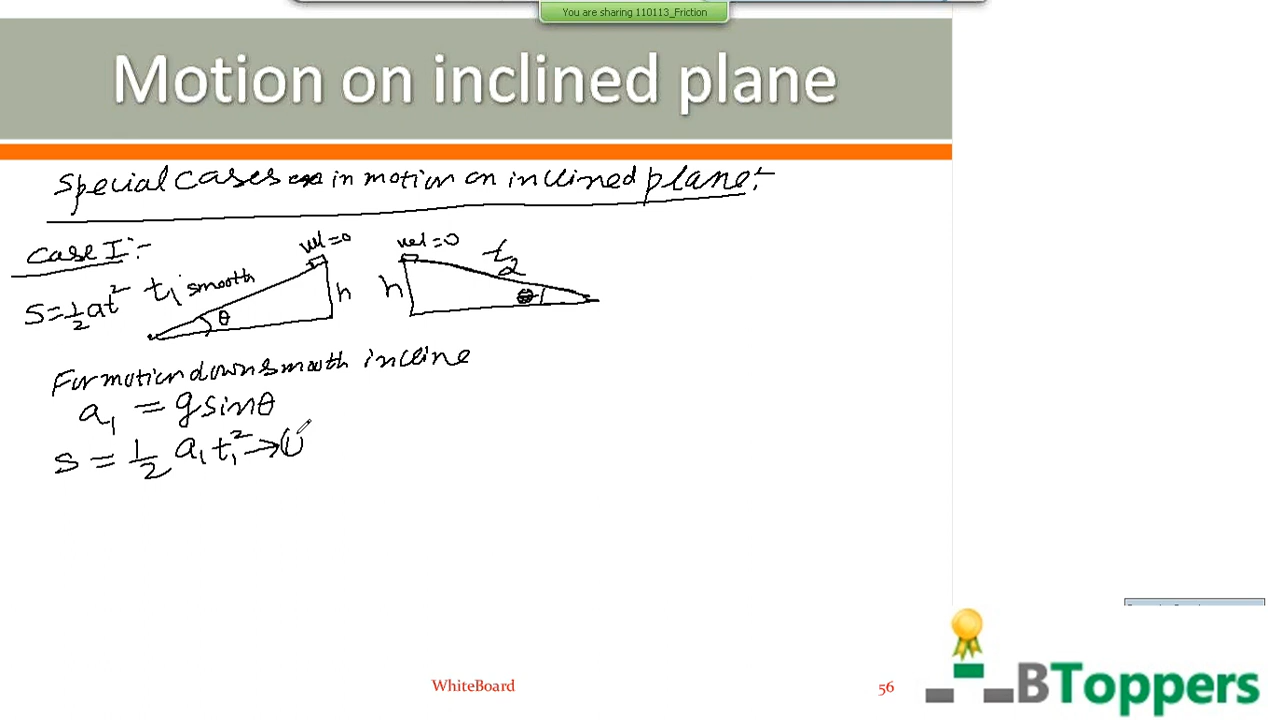 You are sharing 110113_Friction
Motion on inclined plane
Special cases in motion on inclined plane:-
Case I:-
vel=0
vel=0
t₂
S=½at² t₁ smooth
h
h
θ
θ
For motion down smooth incline
a₁ = g sinθ
s = ½ a₁t₁² → (i)
WhiteBoard
56
BToppers